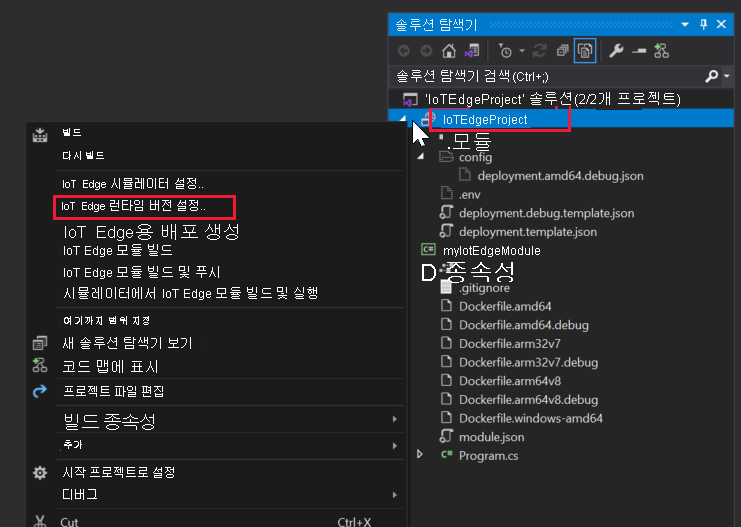 솔루션 탐색기
솔루션 탐색기 검색(Ctrl+;)
'IoTEdgeProject' 솔루션(2/2개 프로젝트)
IoTEdgeProject
모듈
config
deployment.amd64.debug.json
.env
deployment.debug.template.json
deployment.template.json
myIotEdgeModule
D 종속성
.gitignore
Dockerfile.amd64
Dockerfile.amd64.debug
Dockerfile.arm32v7
Dockerfile.arm32v7.debug
Dockerfile.arm64v8
Dockerfile.arm64v8.debug
Dockerfile.windows-amd64
module.json
Program.cs
빌드
다시 빌드
IoT Edge 시뮬레이터 설정..
IoT Edge 런타임 버전 설정..
IoT Edge용 배포 생성
IoT Edge 모듈 빌드
IoT Edge 모듈 빌드 및 푸시
시뮬레이터에서 IoT Edge 모듈 빌드 및 실행
여기까지 범위 지정
새 솔루션 탐색기 보기
코드 맵에 표시
프로젝트 파일 편집
빌드 종속성
추가
시작 프로젝트로 설정
디버그
Cut Ctrl+X